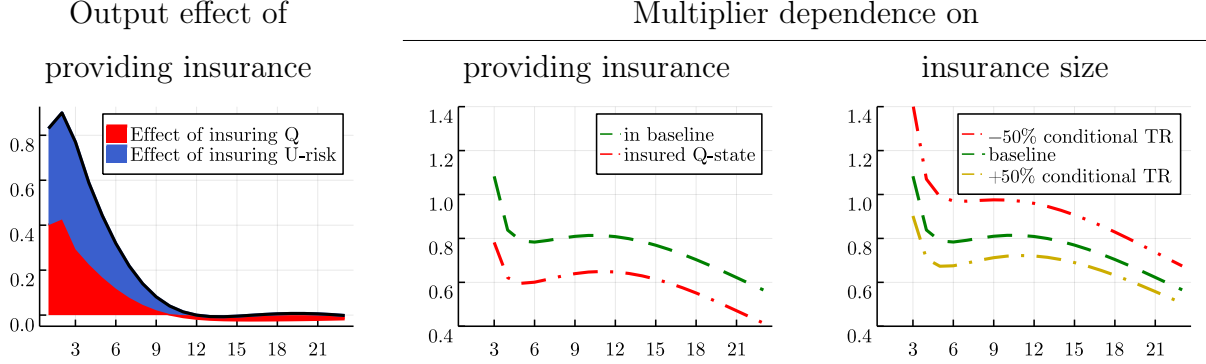 Output effect of
providing insurance
Multiplier dependence on
providing insurance
insurance size
0.8
0.6
0.4
0.2
0.0
Effect of insuring Q
Effect of insuring U-risk
3 6 9 12 15 18 21
1.4
1.2
1.0
0.8
0.6
0.4
in baseline
insured Q-state
3 6 9 12 15 18 21
1.4
1.2
1.0
0.8
0.6
0.4
−50% conditional TR
baseline
+50% conditional TR
3 6 9 12 15 18 21